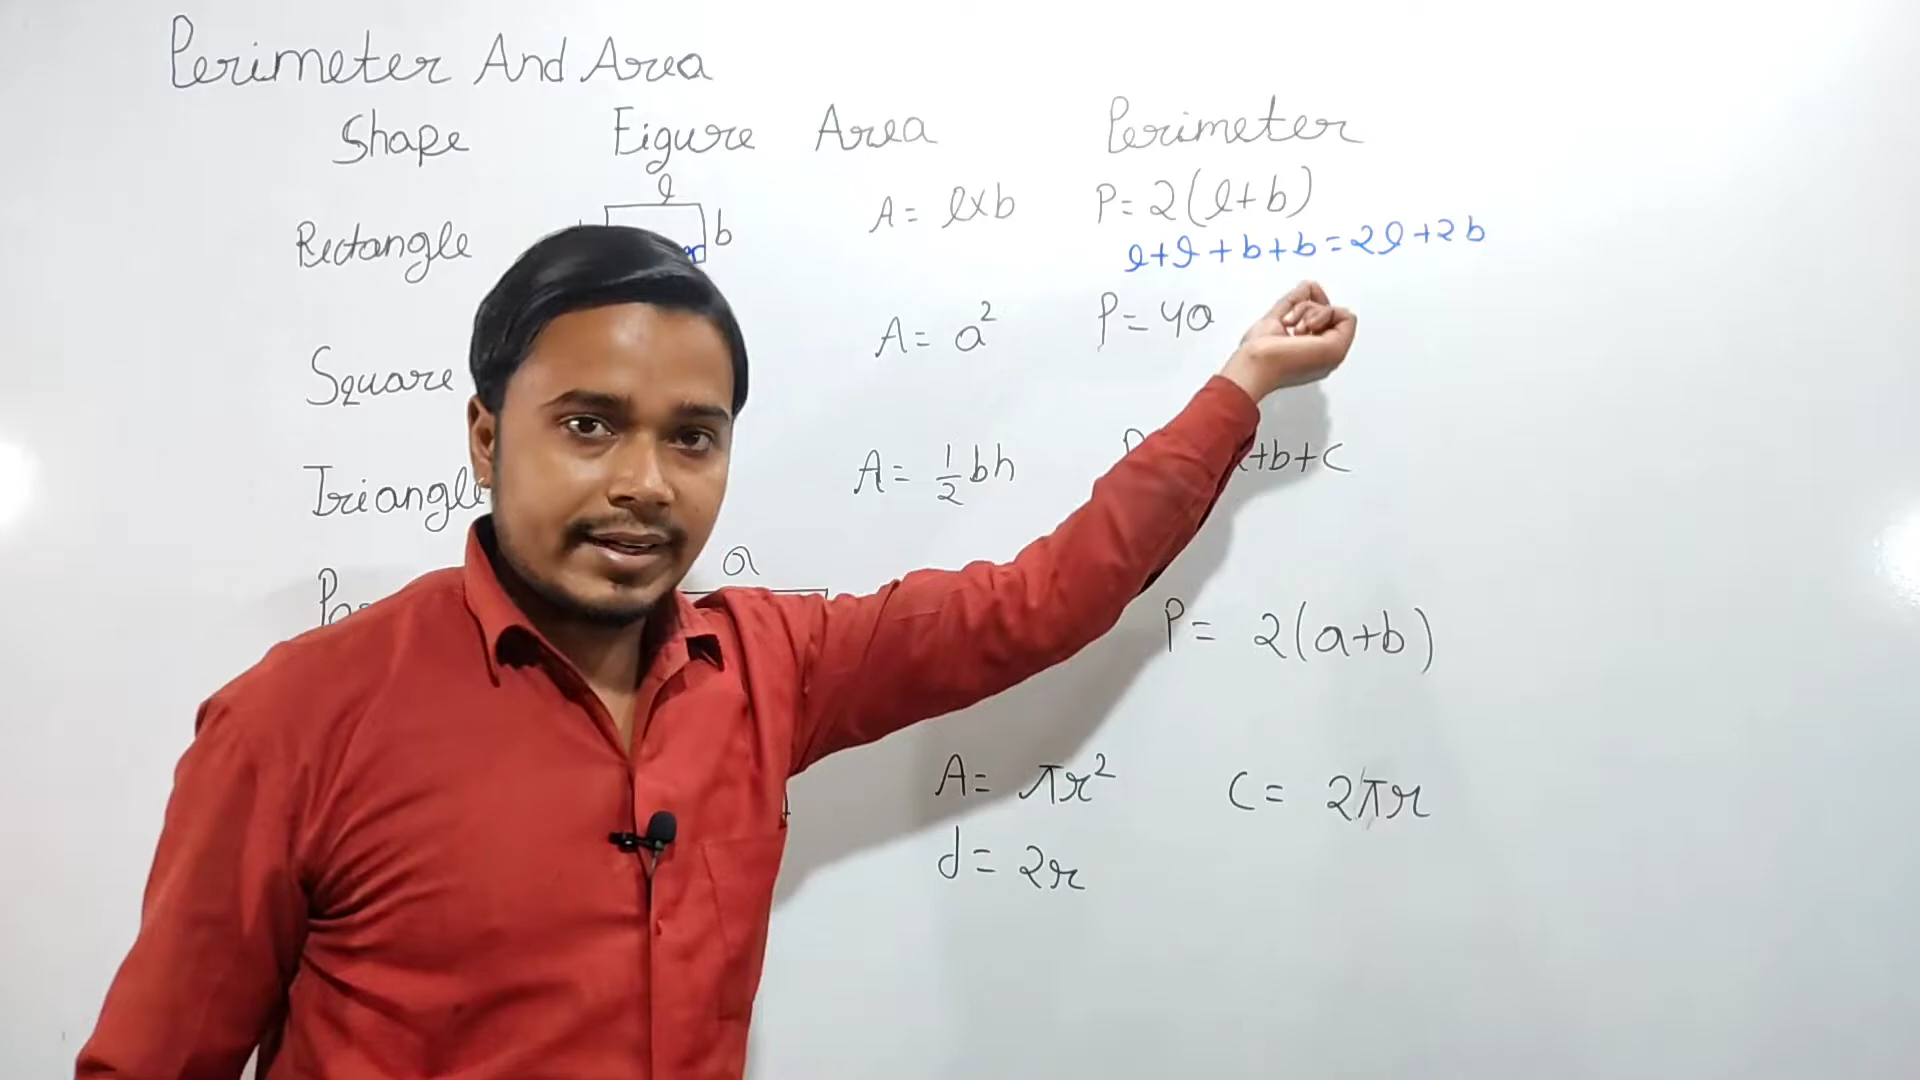 Perimeter And Area
Shape Figure Area Perimeter
l
Rectangle b A = l×b P = 2(l+b)
l+l+b+b=2l+2b
Square A = a² P = 4a
Triangle A = 1/2 bh +b+c
a
P = 2(a+b)
A = πr² C = 2πr
d = 2r